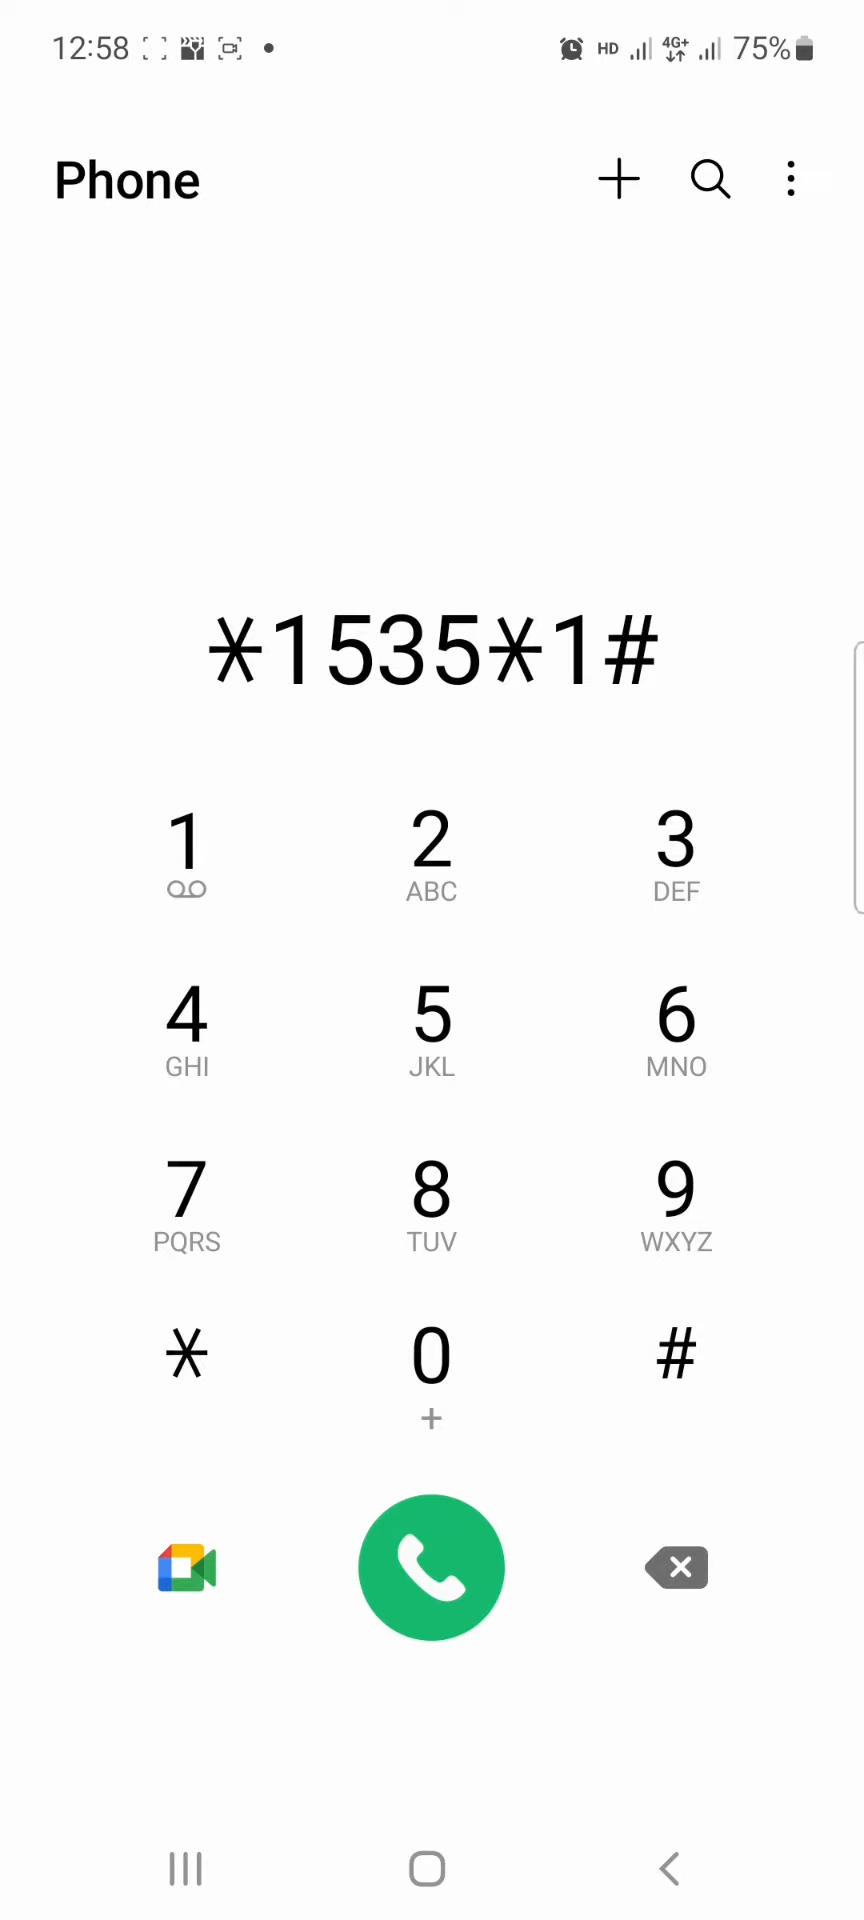 12:58 HD 4G+ 75%
Phone
*1535*1#
1 2 3
ABC DEF
4 5 6
GHI JKL MNO
7 8 9
PQRS TUV WXYZ
* 0 #
+